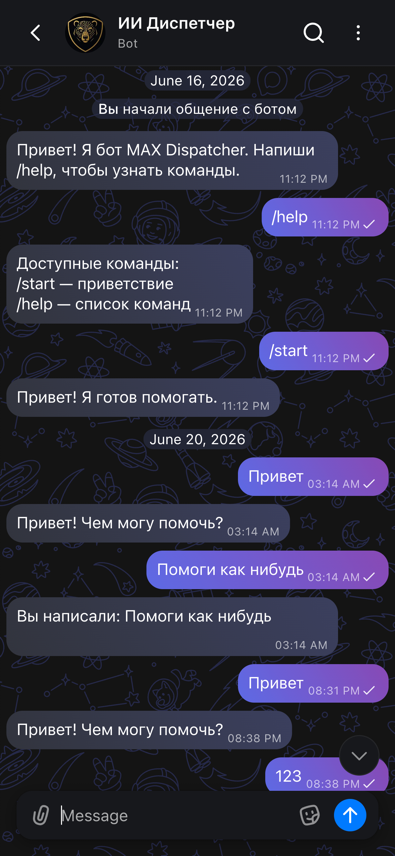 ИИ Диспетчер
Bot
June 16, 2026
Вы начали общение с ботом
Привет! Я бот MAX Dispatcher. Напиши
/help, чтобы узнать команды.
11:12 PM
/help 11:12 PM
Доступные команды:
/start — приветствие
/help — список команд 11:12 PM
/start 11:12 PM
Привет! Я готов помогать. 11:12 PM
June 20, 2026
Привет 03:14 AM
Привет! Чем могу помочь? 03:14 AM
Помоги как нибудь 03:14 AM
Вы написали: Помоги как нибудь
03:14 AM
Привет 08:31 PM
Привет! Чем могу помочь? 08:38 PM
123 08:38 PM
Message